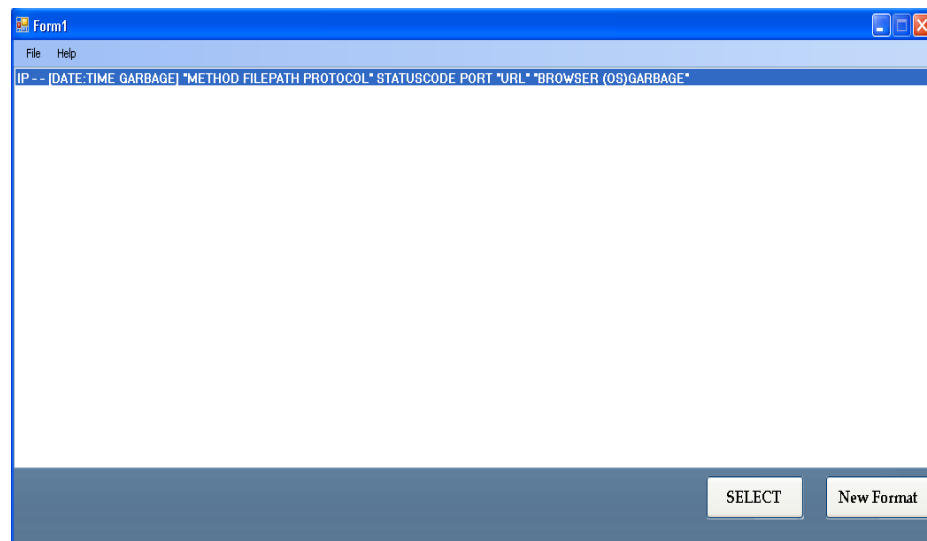 Form1
File Help
IP - - [DATE:TIME GARBAGE] "METHOD FILEPATH PROTOCOL" STATUSCODE PORT "URL" "BROWSER (OS)GARBAGE"
SELECT New Format